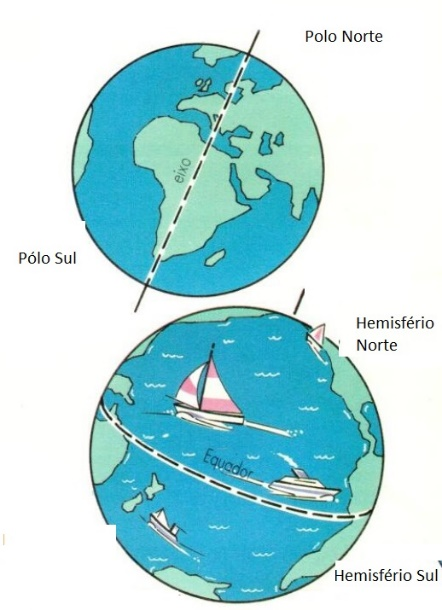 Polo Norte
eixo
Pólo Sul
Hemisfério
Norte
Equador
Hemisfério Sul